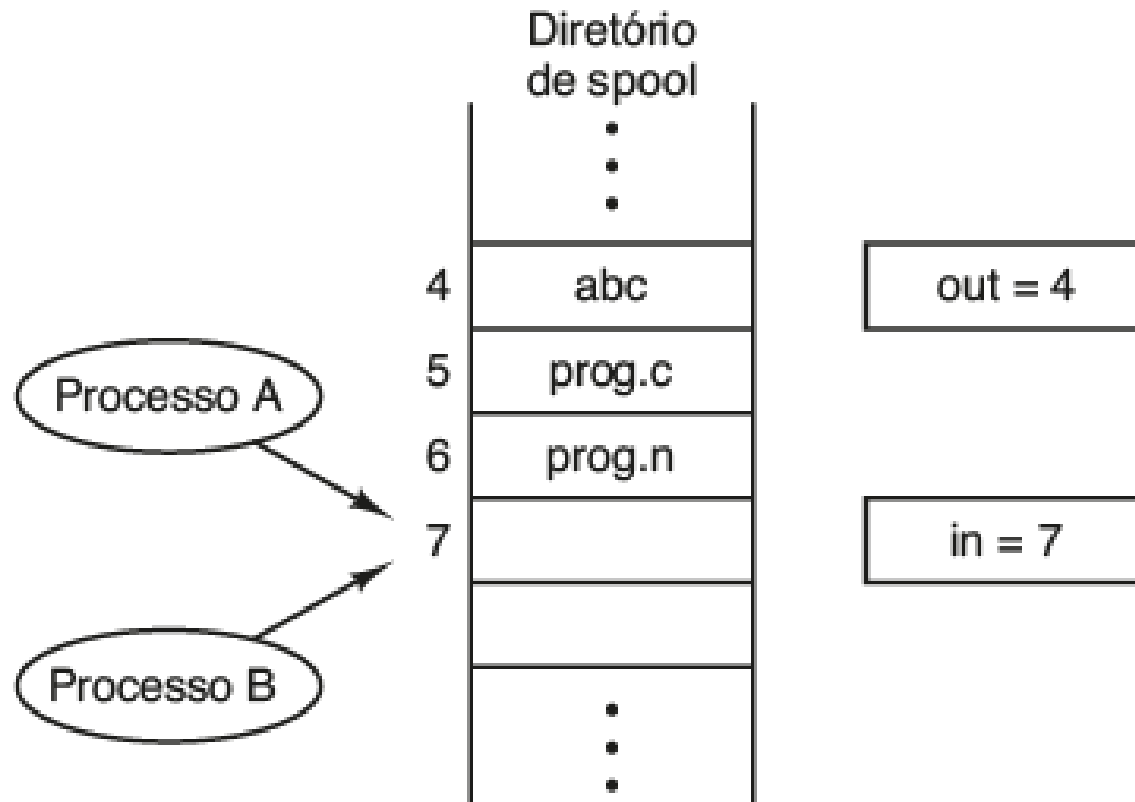 Diretório
de spool
4
abc
out = 4
Processo A
5
prog.c
6
prog.n
7
in = 7
Processo B